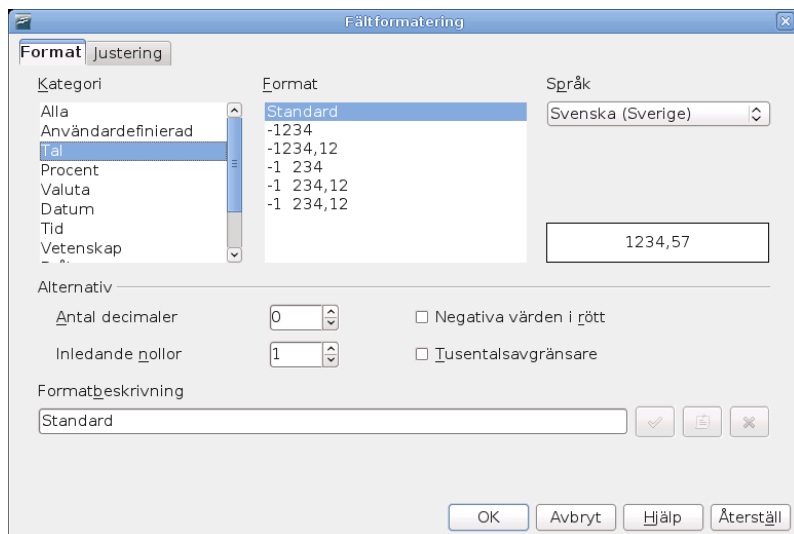 Fältformatering
Format Justering
Kategori Format Språk
Alla
Användardefinierad
Tal
Procent
Valuta
Datum
Tid
Vetenskap
Standard
-1234
-1234,12
-1 234
-1 234,12
-1 234,12
Svenska (Sverige)
1234,57
Alternativ
Antal decimaler 0 Negativa värden i rött
Inledande nollor 1 Tusentalsavgränsare
Formatbeskrivning
Standard
OK Avbryt Hjälp Återställ